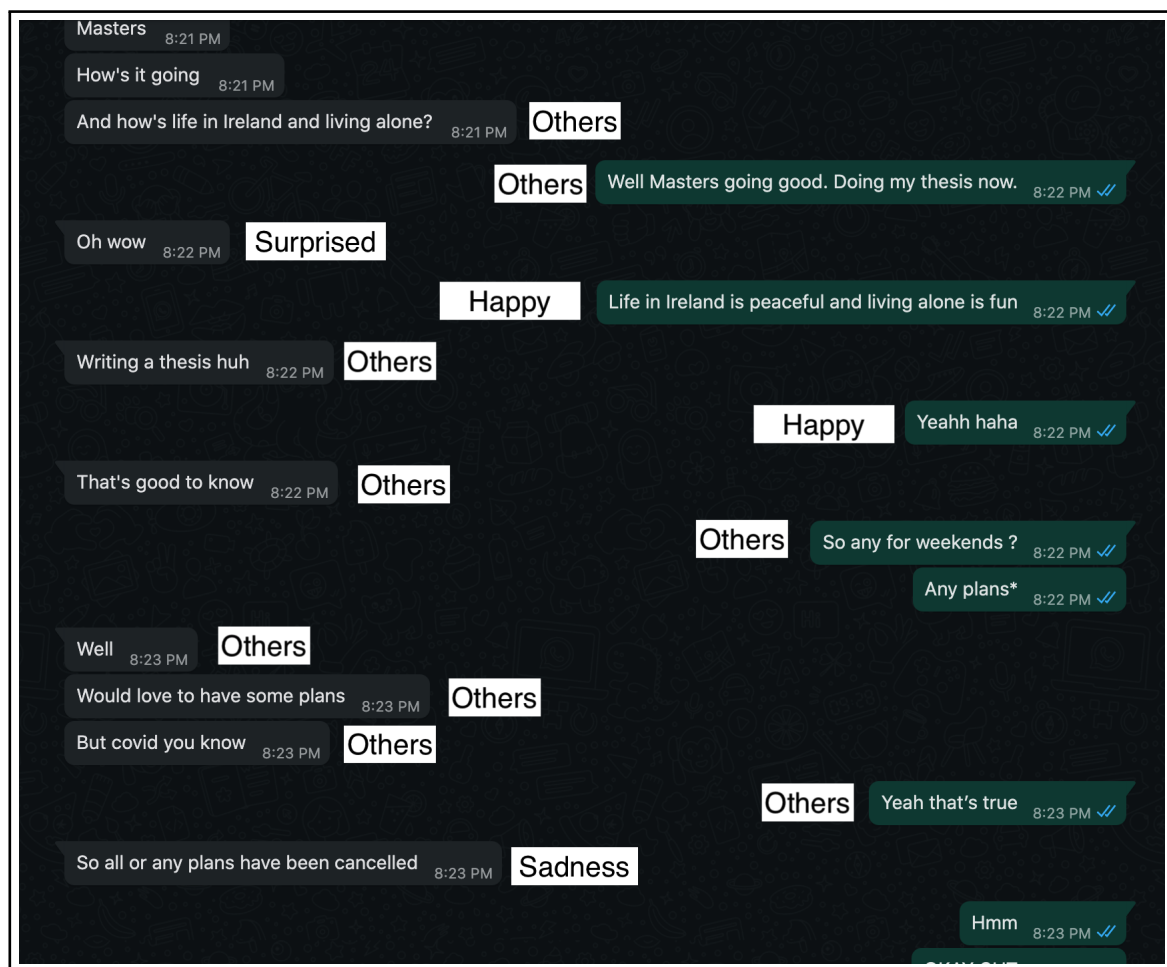 Masters 8:21 PM
How's it going 8:21 PM
And how's life in Ireland and living alone? 8:21 PM Others
Others Well Masters going good. Doing my thesis now. 8:22 PM
Oh wow 8:22 PM Surprised
Happy Life in Ireland is peaceful and living alone is fun 8:22 PM
Writing a thesis huh 8:22 PM Others
Happy Yeahh haha 8:22 PM
That's good to know 8:22 PM Others
Others So any for weekends ? 8:22 PM
Any plans* 8:22 PM
Well 8:23 PM Others
Would love to have some plans 8:23 PM Others
But covid you know 8:23 PM Others
Others Yeah that’s true 8:23 PM
So all or any plans have been cancelled 8:23 PM Sadness
Hmm 8:23 PM